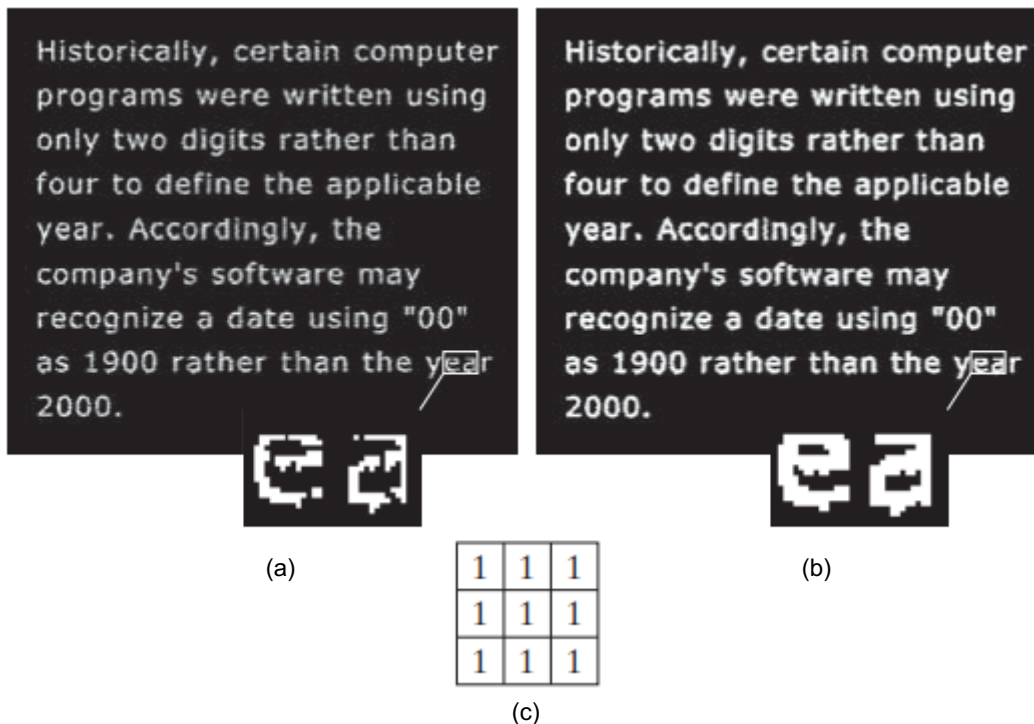 Historically, certain computer
programs were written using
only two digits rather than
four to define the applicable
year. Accordingly, the
company's software may
recognize a date using "00"
as 1900 rather than the year
2000.
e a
(a)
Historically, certain computer
programs were written using
only two digits rather than
four to define the applicable
year. Accordingly, the
company's software may
recognize a date using "00"
as 1900 rather than the year
2000.
e a
(b)
1 1 1
1 1 1
1 1 1
(c)